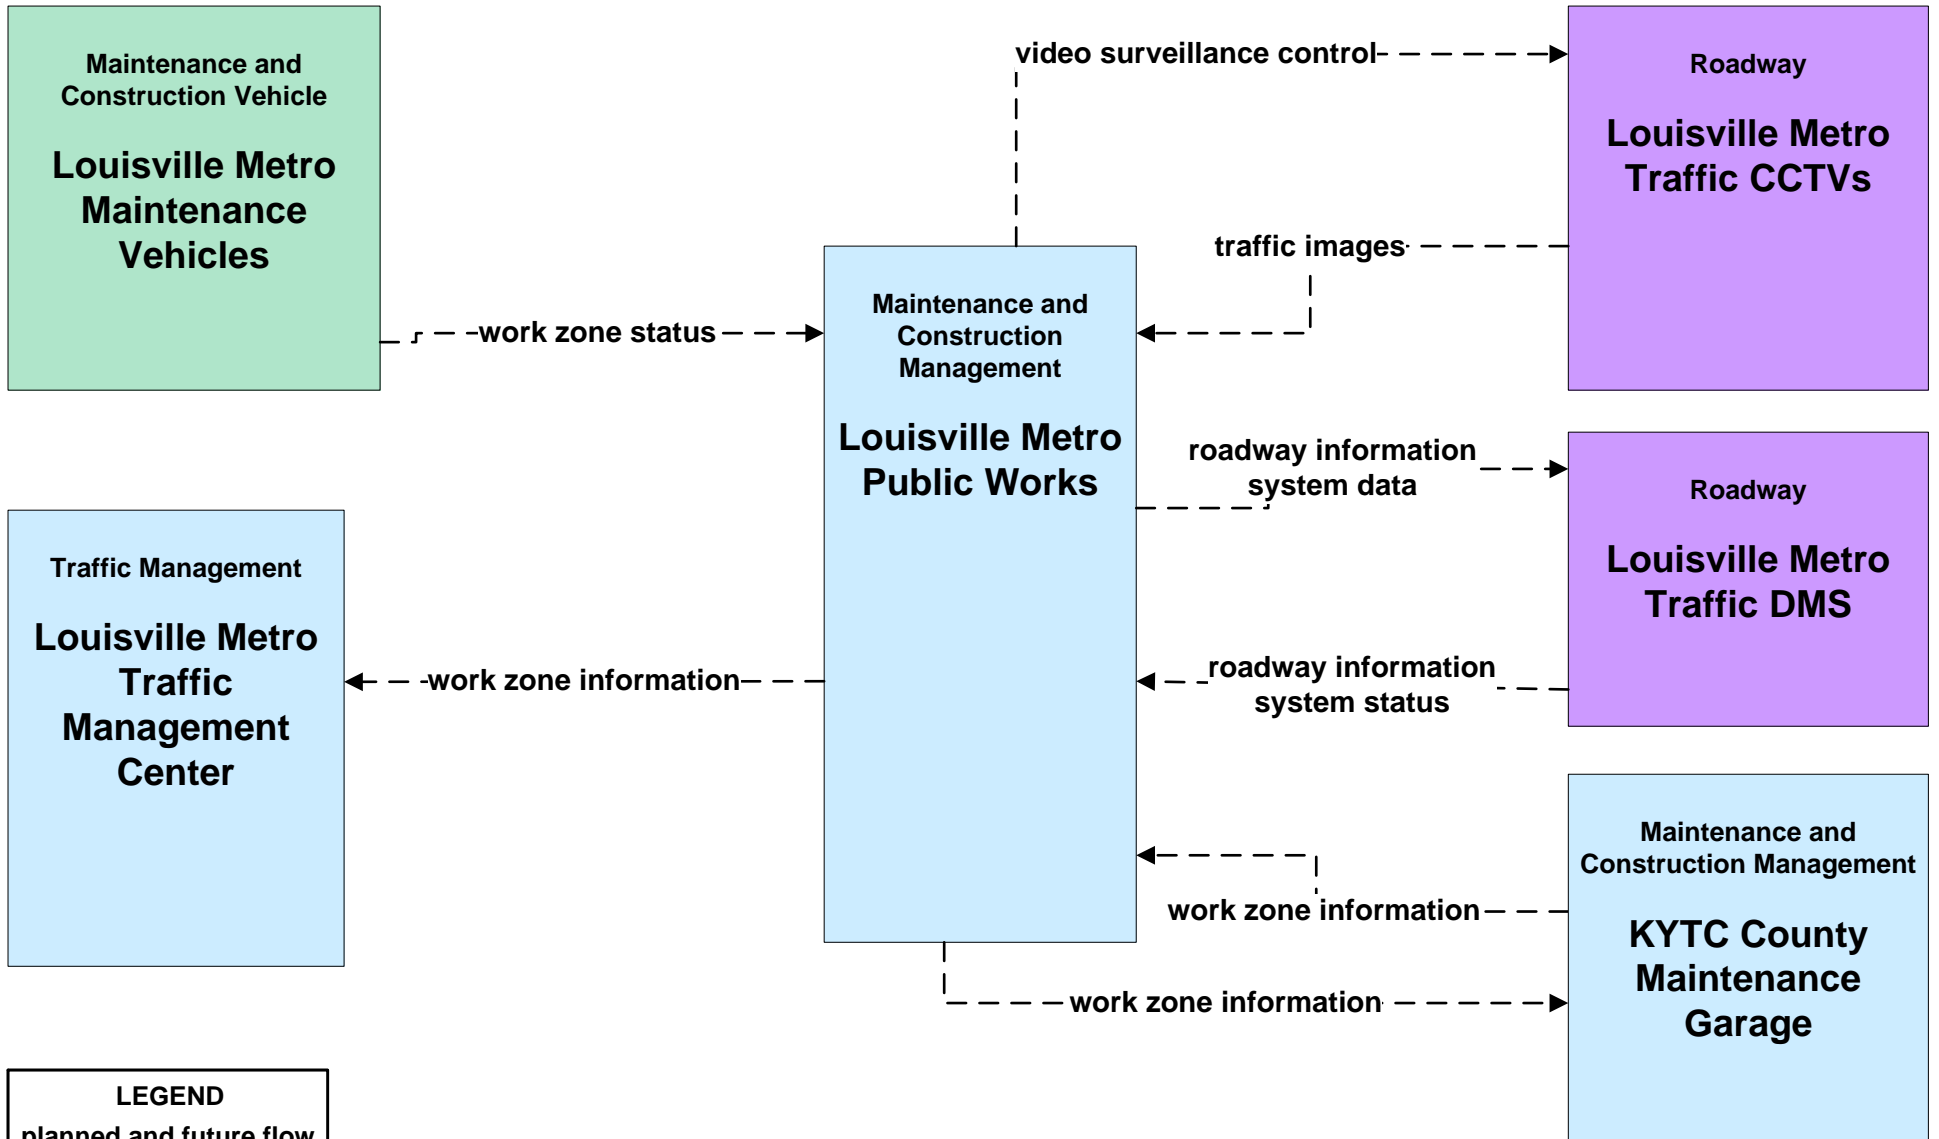 Maintenance and
Construction Vehicle
Louisville Metro
Maintenance
Vehicles
video surveillance control
Roadway
Louisville Metro
Traffic CCTVs
traffic images
work zone status
Maintenance and
Construction
Management
Louisville Metro
Public Works
roadway information
system data
Roadway
Louisville Metro
Traffic DMS
Traffic Management
Louisville Metro
Traffic
Management
Center
work zone information
roadway information
system status
Maintenance and
Construction Management
KYTC County
Maintenance
Garage
work zone information
work zone information
LEGEND
planned and future flow